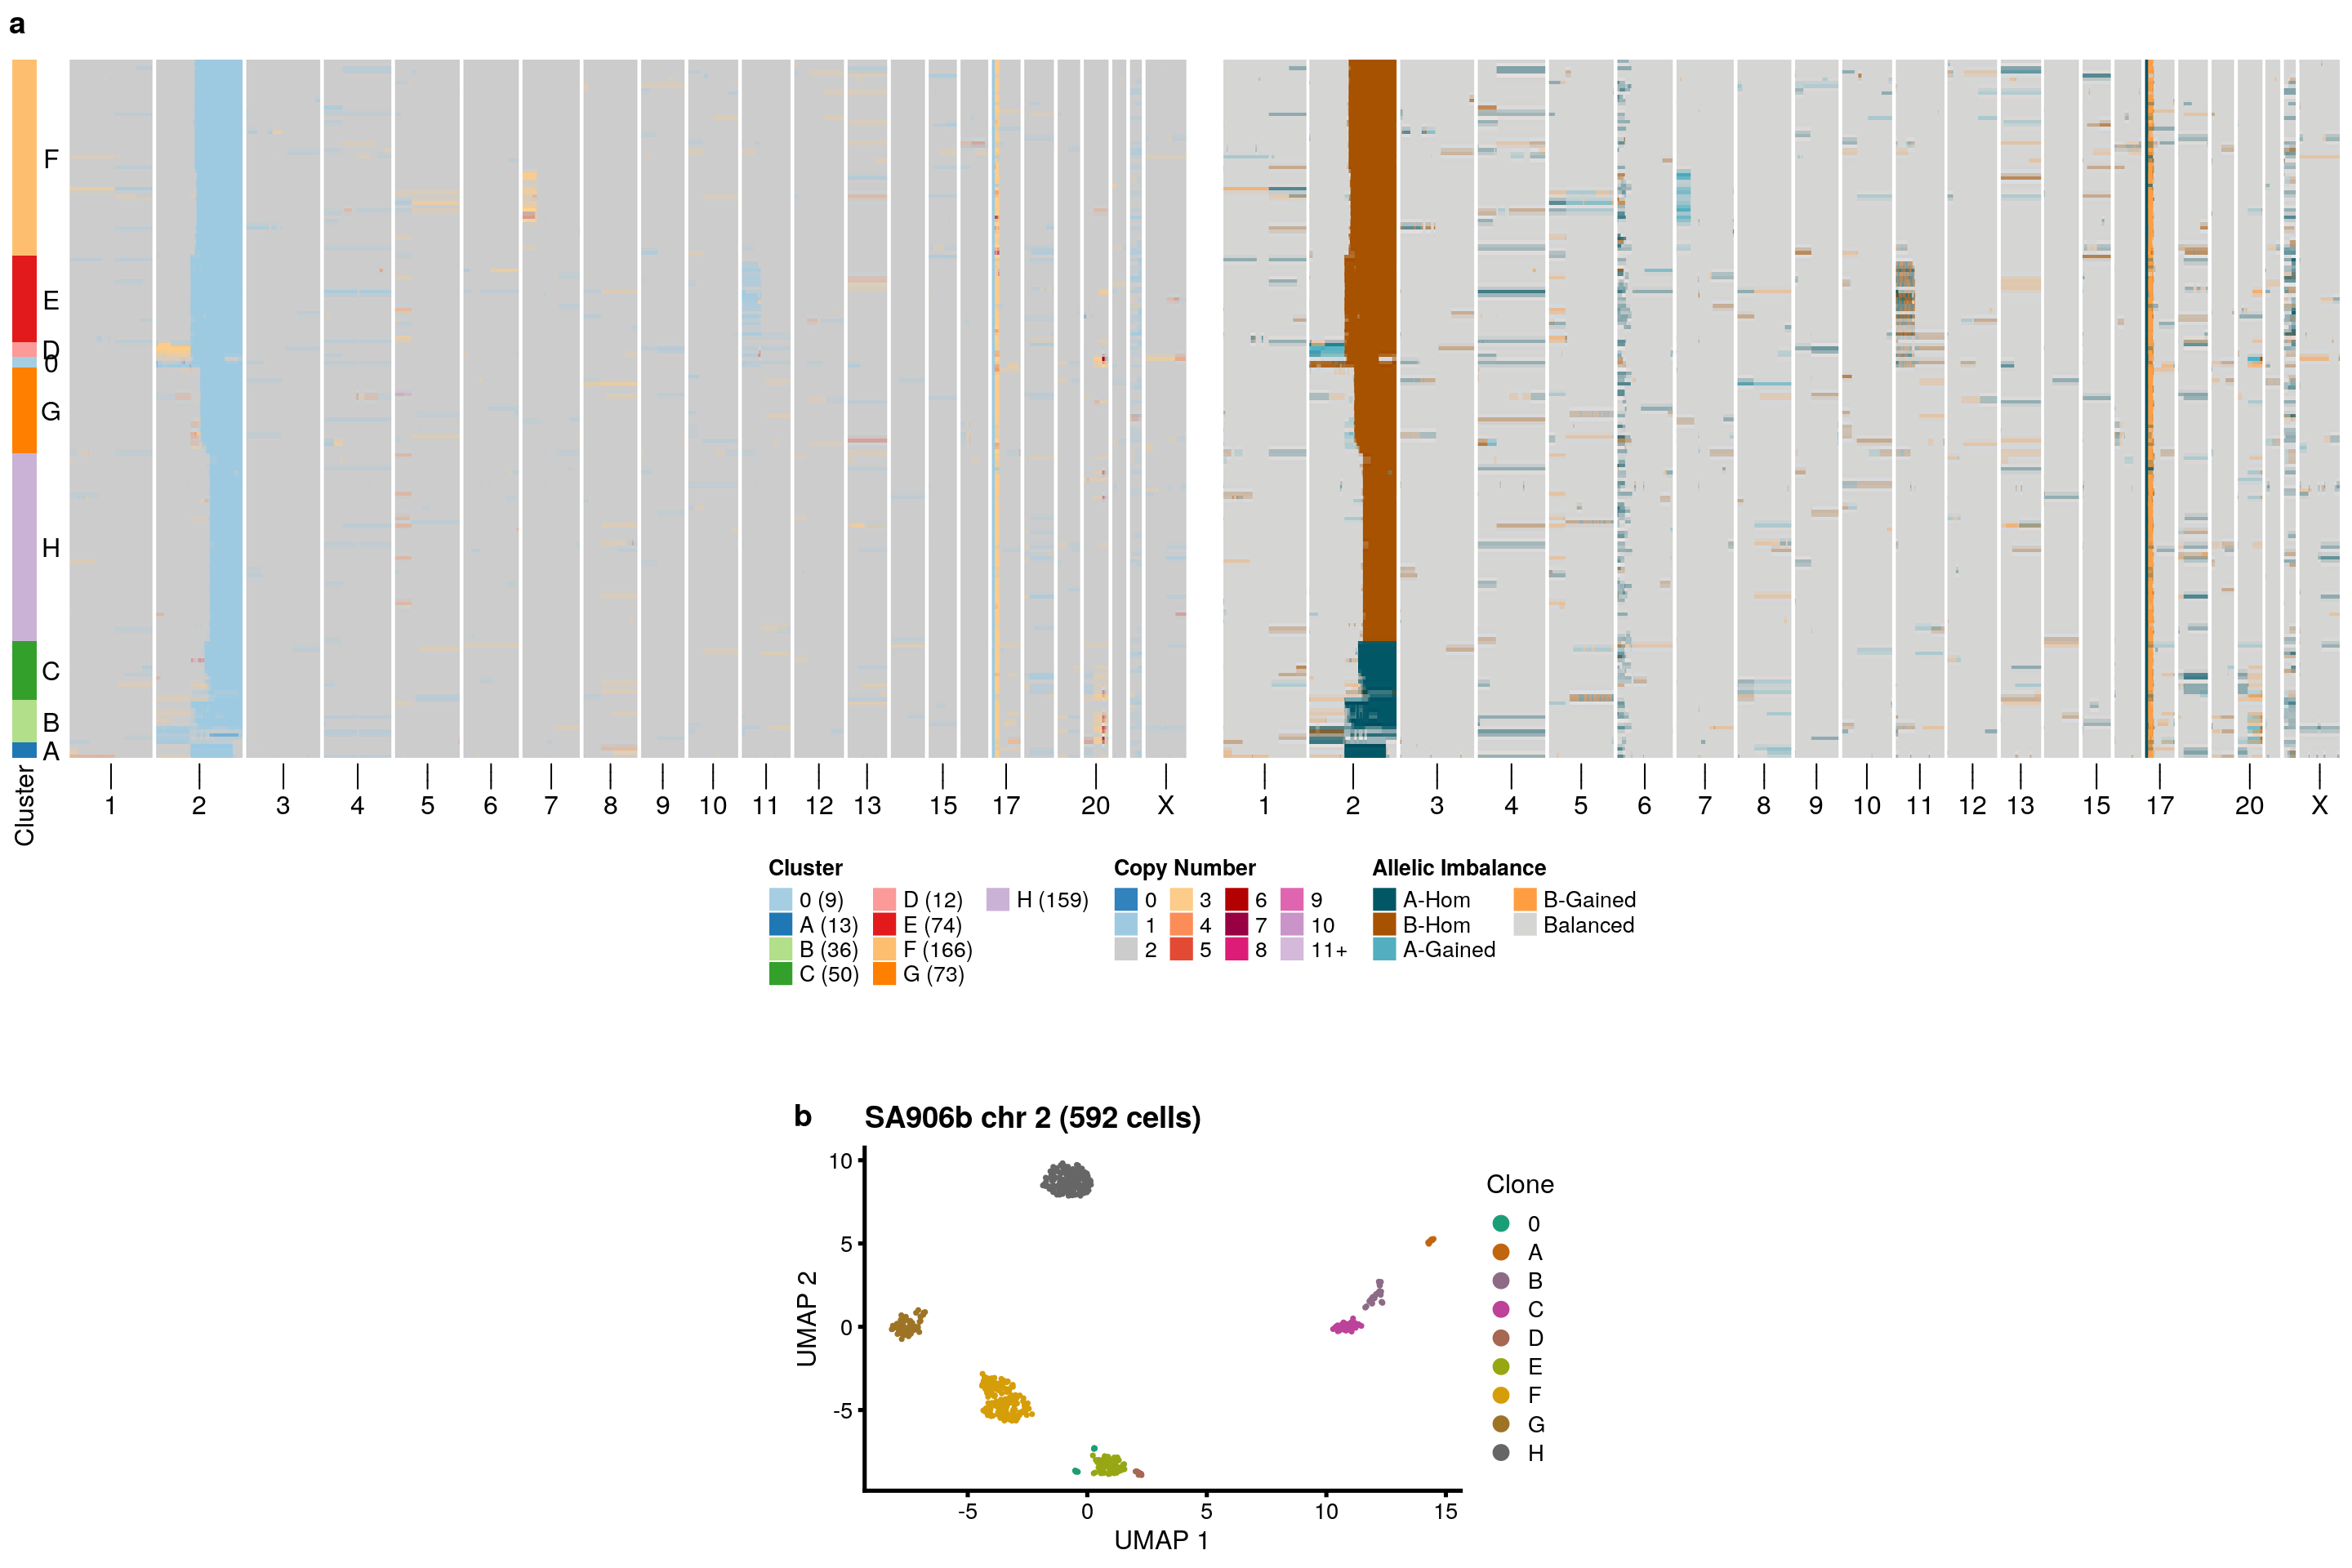 a
F
E
D
0
G
H
C
B
A
Cluster
1 2 3 4 5 6 7 8 9 10 11 12 13 15 17 20 X
1 2 3 4 5 6 7 8 9 10 11 12 13 15 17 20 X
Cluster Copy Number Allelic Imbalance
0 (9) D (12) H (159) 0 3 6 9 A-Hom B-Gained
A (13) E (74) 1 4 7 10 B-Hom Balanced
B (36) F (166) 2 5 8 11+ A-Gained
C (50) G (73)
b SA906b chr 2 (592 cells)
10
5
0
-5
UMAP 2
-5 0 5 10 15
UMAP 1
Clone
0
A
B
C
D
E
F
G
H